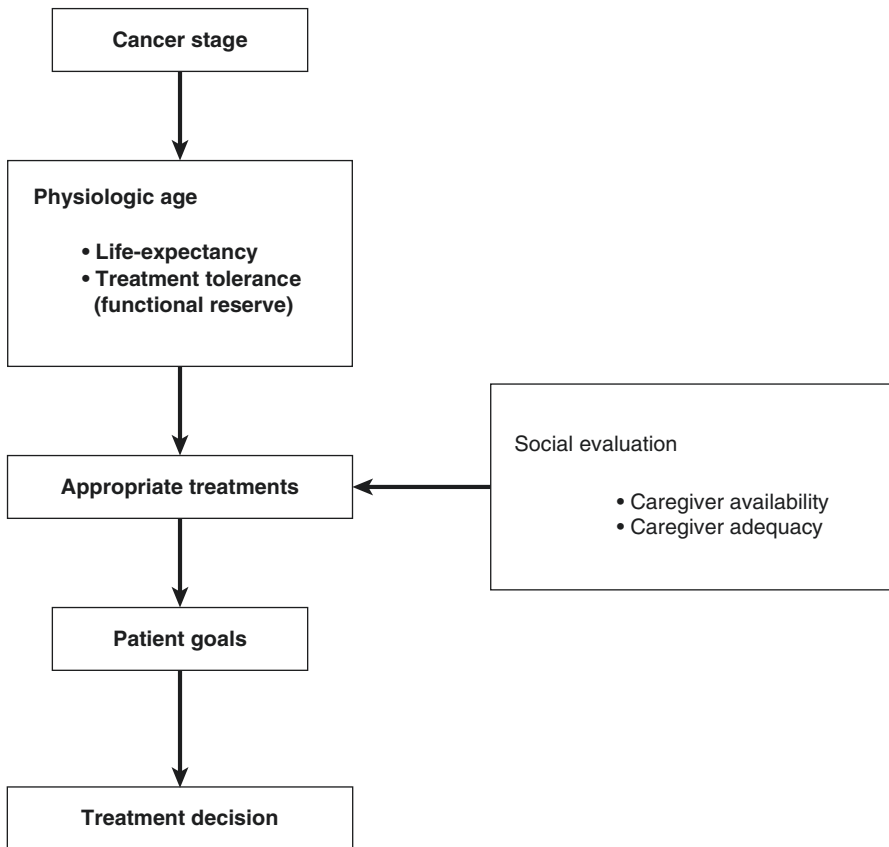 Cancer stage
Physiologic age
• Life-expectancy
• Treatment tolerance
(functional reserve)
Appropriate treatments
Social evaluation
• Caregiver availability
• Caregiver adequacy
Patient goals
Treatment decision